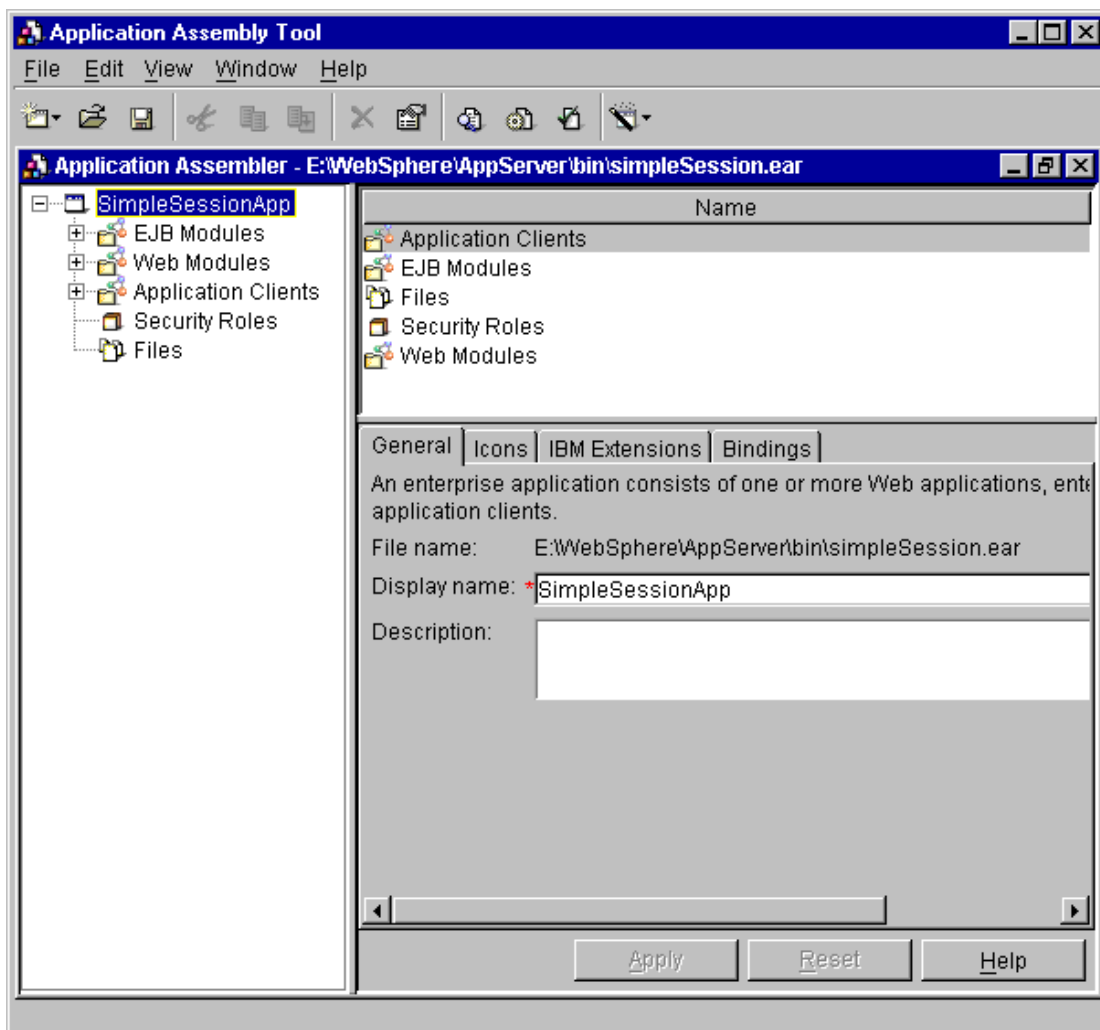 Application Assembly Tool
File Edit View Window Help
Application Assembler - E:\WebSphere\AppServer\bin\simpleSession.ear
SimpleSessionApp
EJB Modules
Web Modules
Application Clients
Security Roles
Files
Name
Application Clients
EJB Modules
Files
Security Roles
Web Modules
General Icons IBM Extensions Bindings
An enterprise application consists of one or more Web applications, ente
application clients.
File name: E:\WebSphere\AppServer\bin\simpleSession.ear
Display name: *SimpleSessionApp
Description:
Apply Reset Help